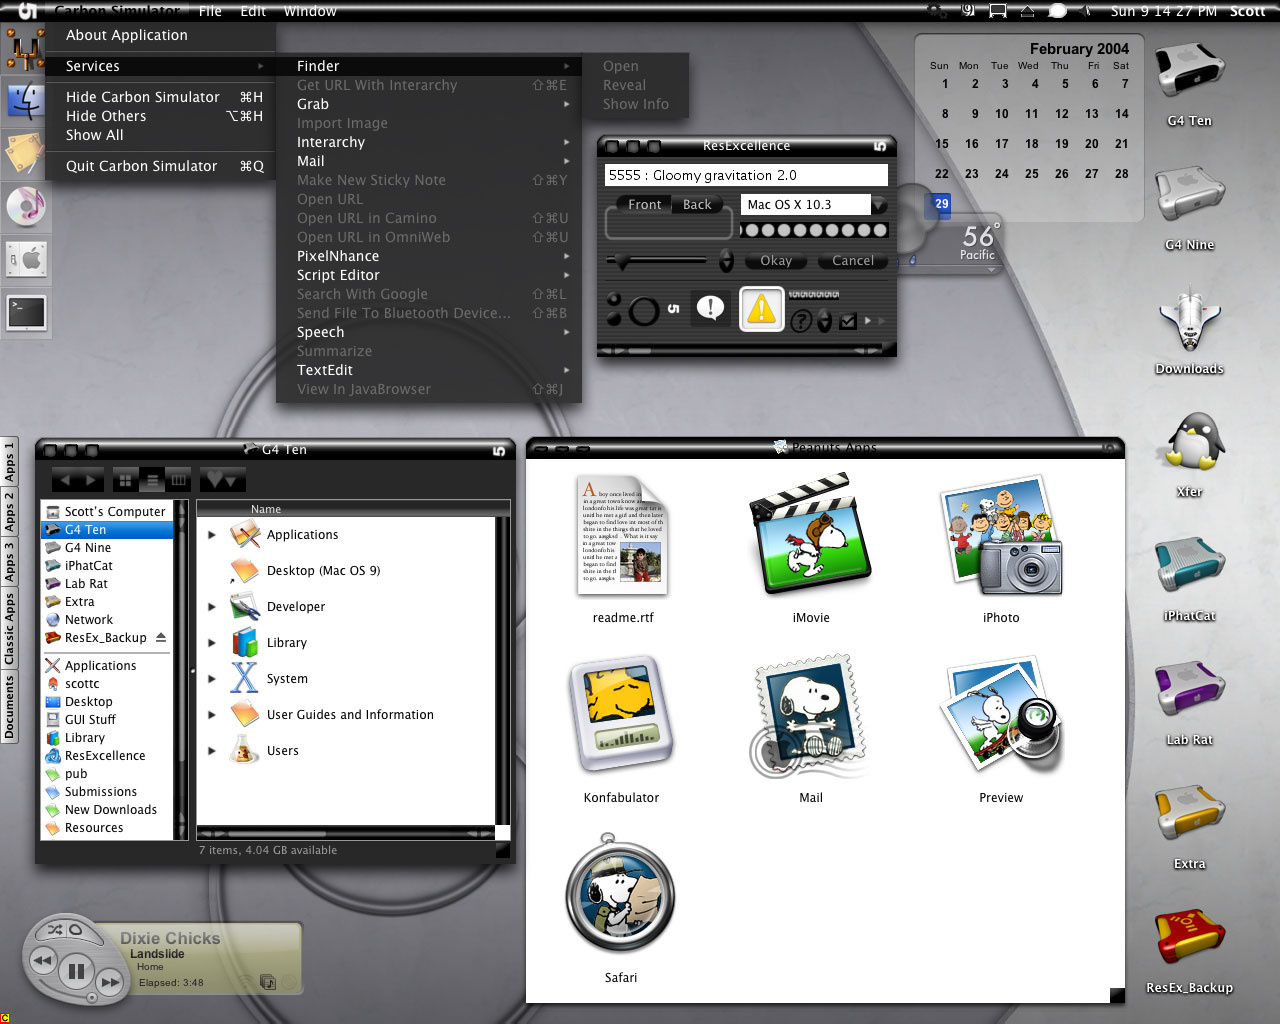 Carbon Simulator File Edit Window
Sun 9 14 27 PM Scott
About Application
Services
Hide Carbon Simulator ⌘H
Hide Others ⌥⌘H
Show All
Quit Carbon Simulator ⌘Q
Finder
Get URL With Interarchy ⇧⌘E
Grab
Import Image
Interarchy
Mail
Make New Sticky Note ⇧⌘Y
Open URL
Open URL in Camino ⇧⌘U
Open URL in OmniWeb ⇧⌘U
PixelNhance
Script Editor
Search With Google ⇧⌘L
Send File To Bluetooth Device... ⇧⌘B
Speech
Summarize
TextEdit
View In JavaBrowser ⇧⌘J
Open
Reveal
Show Info
ResExcellence
5555 : Gloomy gravitation 2.0
Front Back
Mac OS X 10.3
Okay Cancel
February 2004
Sun Mon Tue Wed Thu Fri Sat
1 2 3 4 5 6 7
8 9 10 11 12 13 14
15 16 17 18 19 20 21
22 23 24 25 26 27 28
29
56°
Pacific
G4 Ten
G4 Nine
Downloads
Xfer
iPhatCat
Lab Rat
Extra
ResEx_Backup
Apps 1
Apps 2
Apps 3
Classic Apps
Documents
G4 Ten
Scott's Computer
G4 Ten
G4 Nine
iPhatCat
Lab Rat
Extra
Network
ResEx_Backup
Applications
scottc
Desktop
GUI Stuff
Library
ResExcellence
pub
Submissions
New Downloads
Resources
Name
Applications
Desktop (Mac OS 9)
Developer
Library
System
User Guides and Information
Users
7 items, 4.04 GB available
Peanuts Apps
readme.rtf
iMovie
iPhoto
Konfabulator
Mail
Preview
Safari
Dixie Chicks
Landslide
Home
Elapsed: 3:48